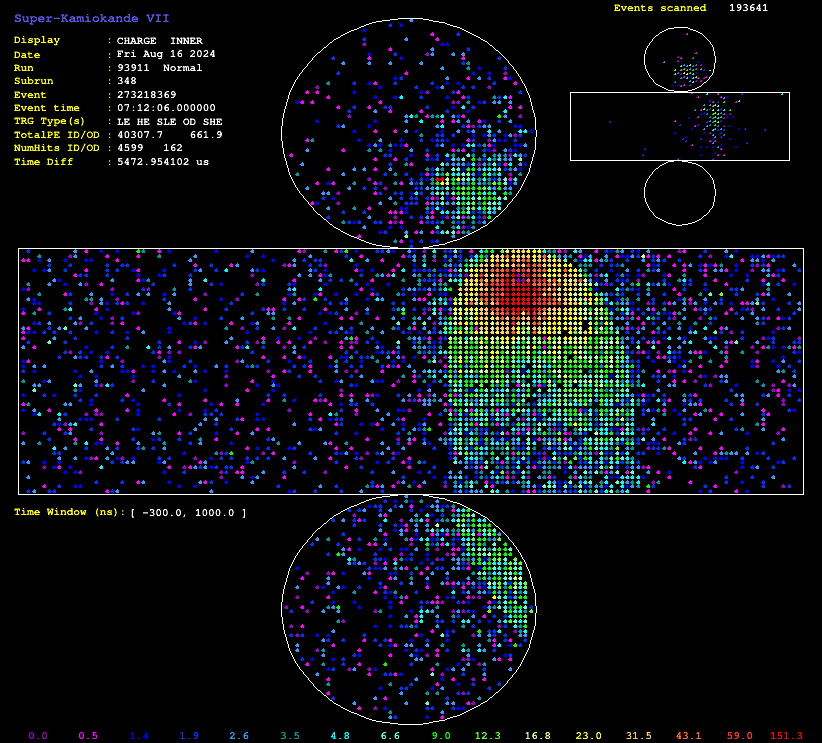 Super-Kamiokande VII
Events scanned 193641
Display : CHARGE INNER
Date : Fri Aug 16 2024
Run : 93911 Normal
Subrun : 348
Event : 273218369
Event time : 07:12:06.000000
TRG Type(s) : LE HE SLE OD SHE
TotalPE ID/OD : 40307.7 661.9
NumHits ID/OD : 4599 162
Time Diff : 5472.954102 us
Time Window (ns): [ -300.0, 1000.0 ]
0.0 0.5 1.4 1.9 2.6 3.5 4.8 6.6 9.0 12.3 16.8 23.0 31.5 43.1 59.0 151.3